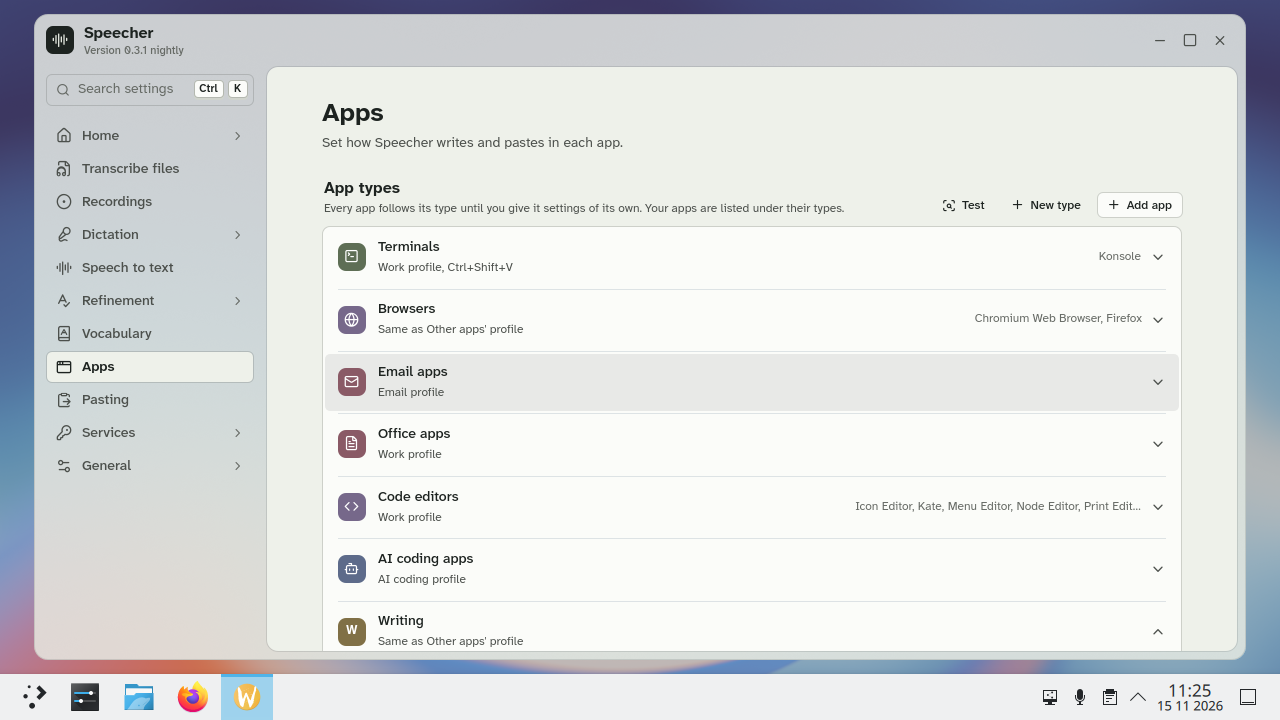 Speecher
Version 0.3.1 nightly
Search settings Ctrl K
Home
Transcribe files
Recordings
Dictation
Speech to text
Refinement
Vocabulary
Apps
Pasting
Services
General
Apps
Set how Speecher writes and pastes in each app.
App types
Every app follows its type until you give it settings of its own. Your apps are listed under their types.
Test New type Add app
Terminals
Work profile, Ctrl+Shift+V
Konsole
Browsers
Same as Other apps' profile
Chromium Web Browser, Firefox
Email apps
Email profile
Office apps
Work profile
Code editors
Work profile
Icon Editor, Kate, Menu Editor, Node Editor, Print Edit...
AI coding apps
AI coding profile
W
Writing
Same as Other apps' profile
W
11:25
15 11 2026